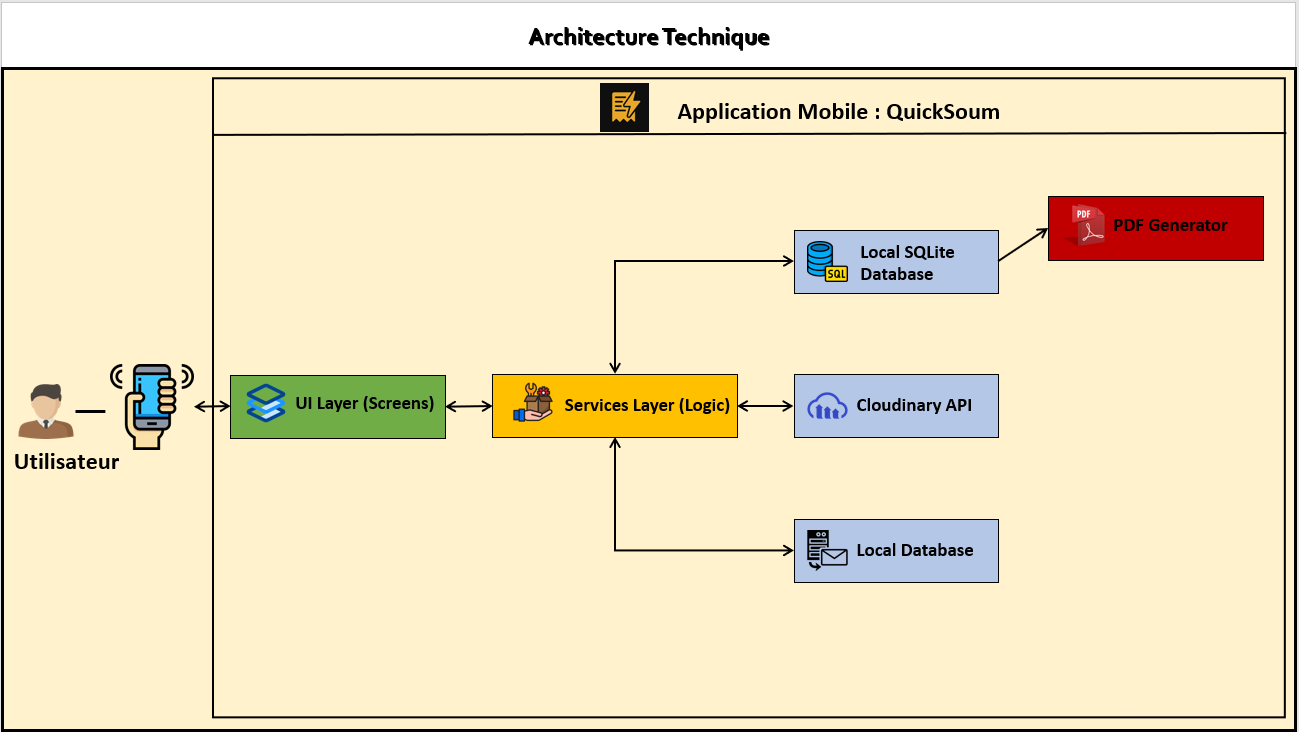 Architecture Technique
Application Mobile : QuickSoum
PDF
PDF Generator
Local SQLite
Database
SQL
UI Layer (Screens)
Services Layer (Logic)
Cloudinary API
Utilisateur
Local Database